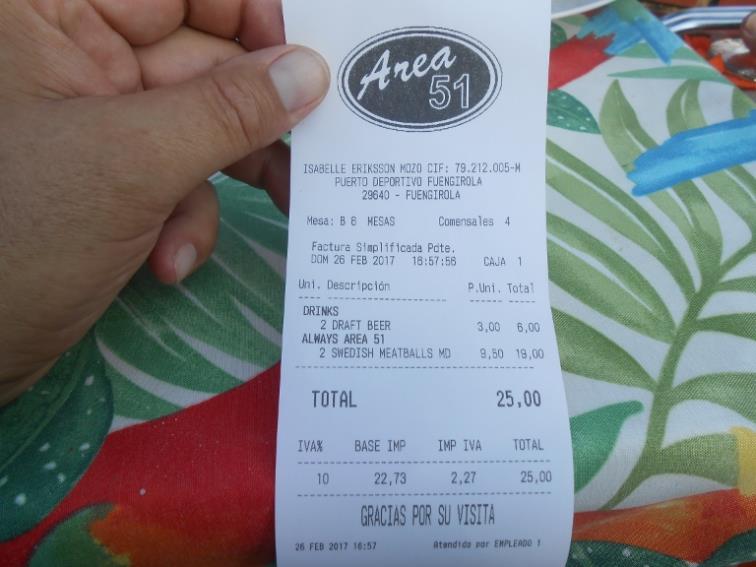 Area
51
ISABELLE ERIKSSON MOZO CIF: 79.212.005-M
PUERTO DEPORTIVO FUENGIROLA
29640 - FUENGIROLA
Mesa: B 6 MESAS Comensales 4
Factura Simplificada Pdte.
DOM 26 FEB 2017 16:57:56 CAJA 1
Uni. Descripción P.Uni. Total
DRINKS
2 DRAFT BEER 3,00 6,00
ALWAYS AREA 51
2 SWEDISH MEATBALLS MD 9,50 19,00
TOTAL 25,00
IVA% BASE IMP IMP IVA TOTAL
10 22,73 2,27 25,00
GRACIAS POR SU VISITA
26 FEB 2017 16:57 Atendido por EMPLEADO 1